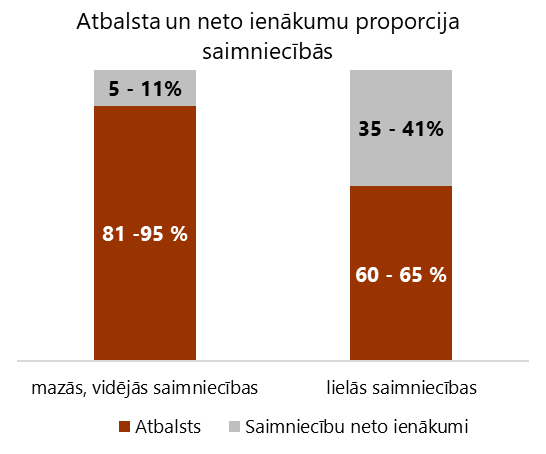 Atbalsta un neto ienākumu proporcija
saimniecībās
5 - 11%
35 - 41%
81 -95 %
60 - 65 %
mazās, vidējās saimniecības
lielās saimniecības
Atbalsts
Saimniecību neto ienākumi